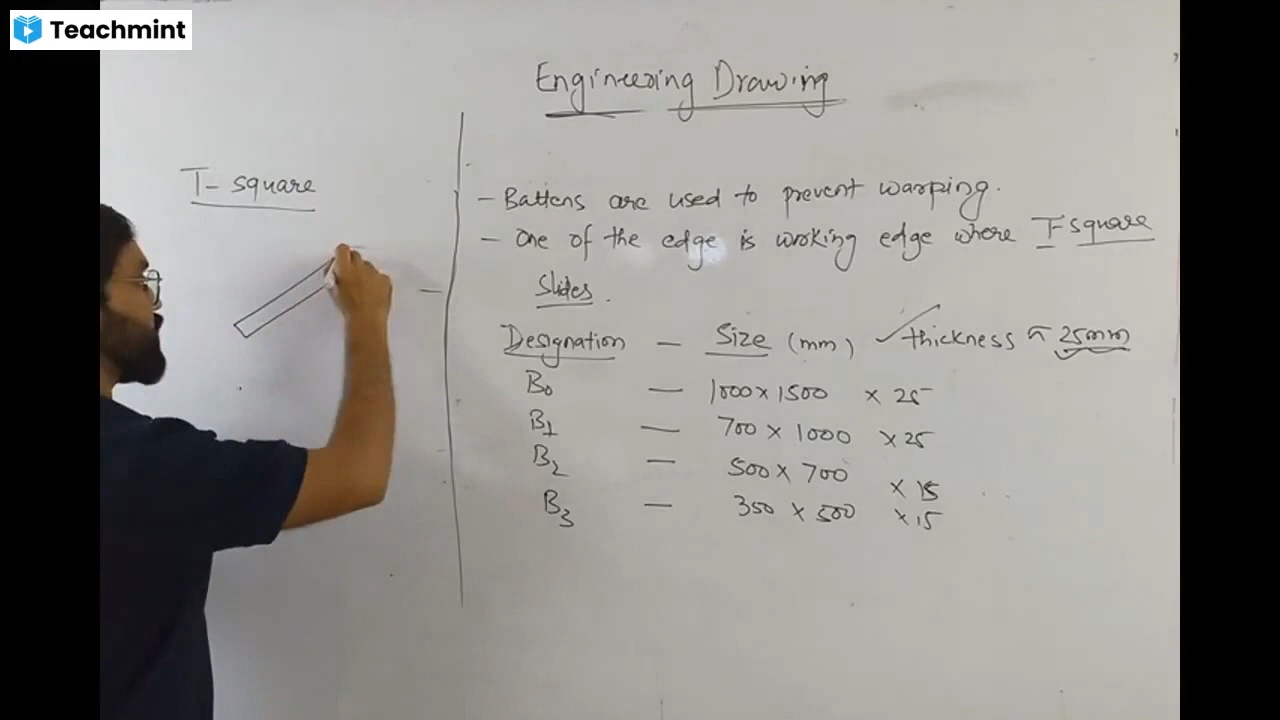 Teachmint
Engineering Drawing
T- square
- Battens are used to prevent warping.
- One of the edge is working edge where T-square
Slides.
Designation - Size (mm) ✓ thickness ≈ 25mm
B0 - 1000 x 1500 x 25
B1 - 700 x 1000 x 25
B2 - 500 x 700 x 15
B3 - 350 x 500 x 15